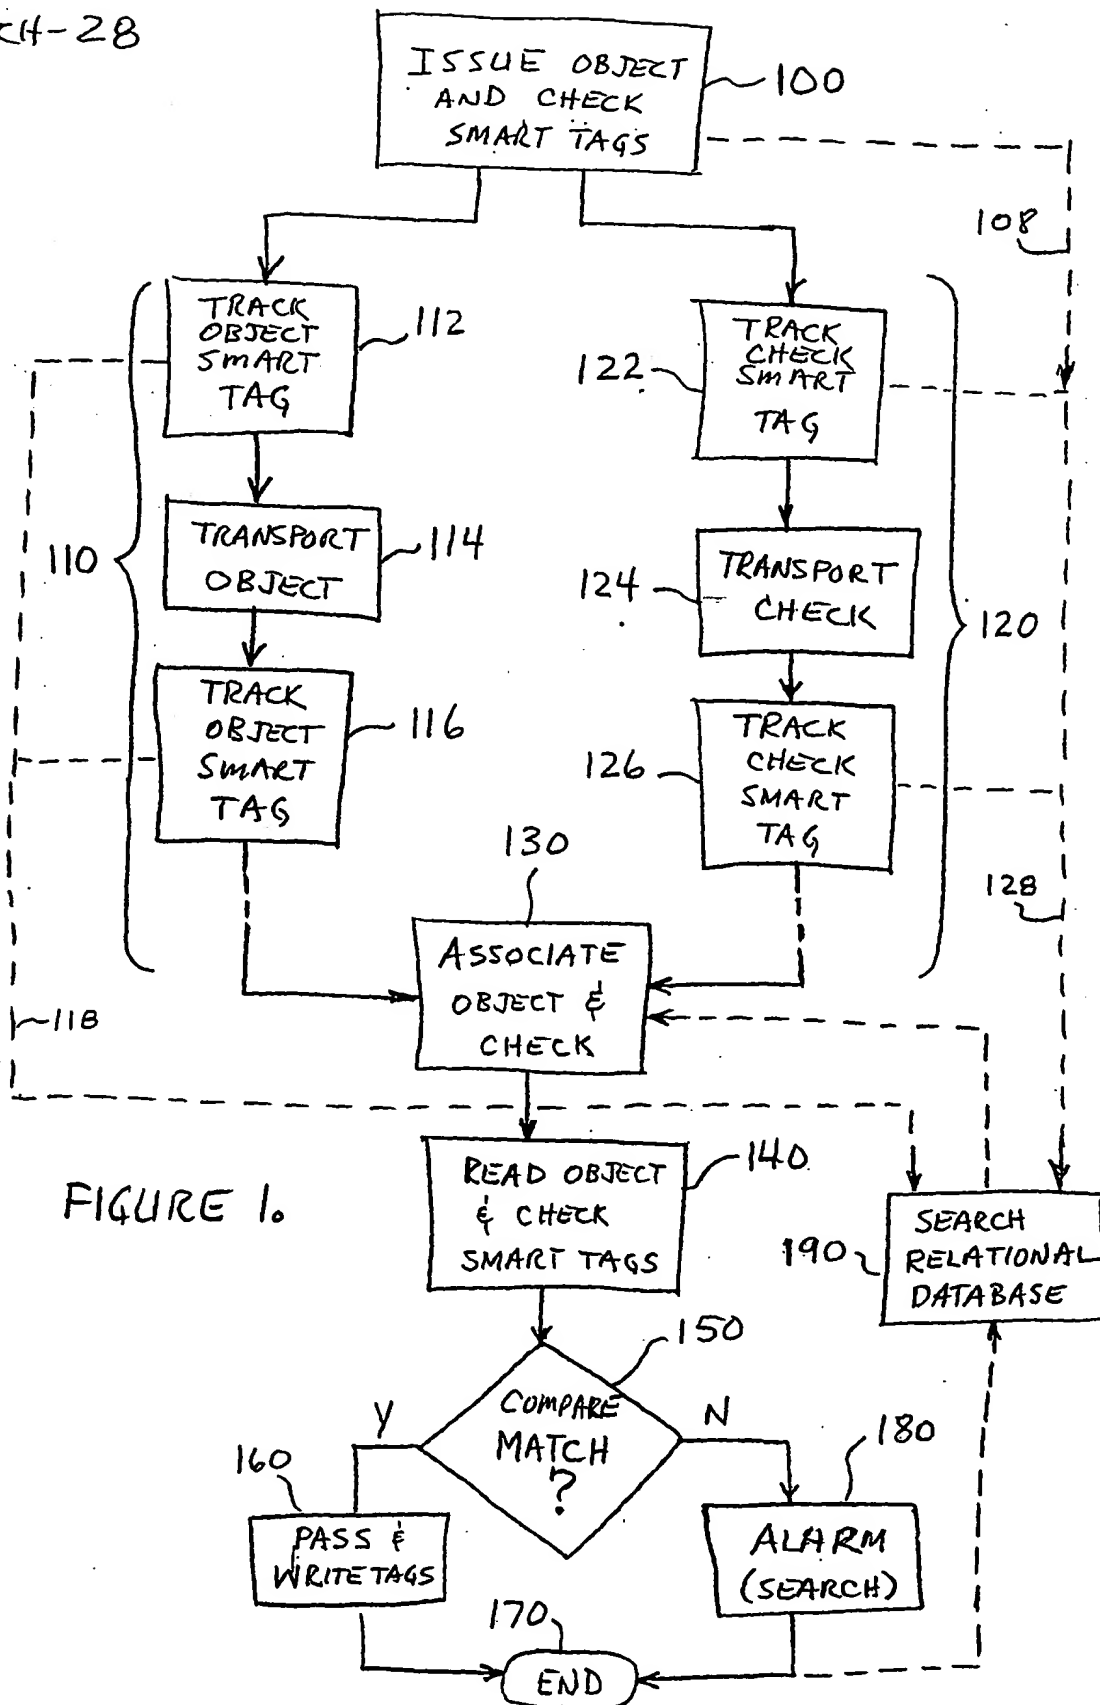 CH-28
ISSUE OBJECT
AND CHECK
SMART TAGS
100
108
TRACK
OBJECT
SMART
TAG
112
TRACK
CHECK
SMART
TAG
122
110
TRANSPORT
OBJECT
114
TRANSPORT
CHECK
124
120
TRACK
OBJECT
SMART
TAG
116
TRACK
CHECK
SMART
TAG
126
130
128
ASSOCIATE
OBJECT &
CHECK
118
READ OBJECT
& CHECK
SMART TAGS
140
FIGURE 1.
SEARCH
RELATIONAL
DATABASE
190
150
COMPARE
MATCH
?
Y
N
160
PASS &
WRITE TAGS
180
ALARM
(SEARCH)
170
END